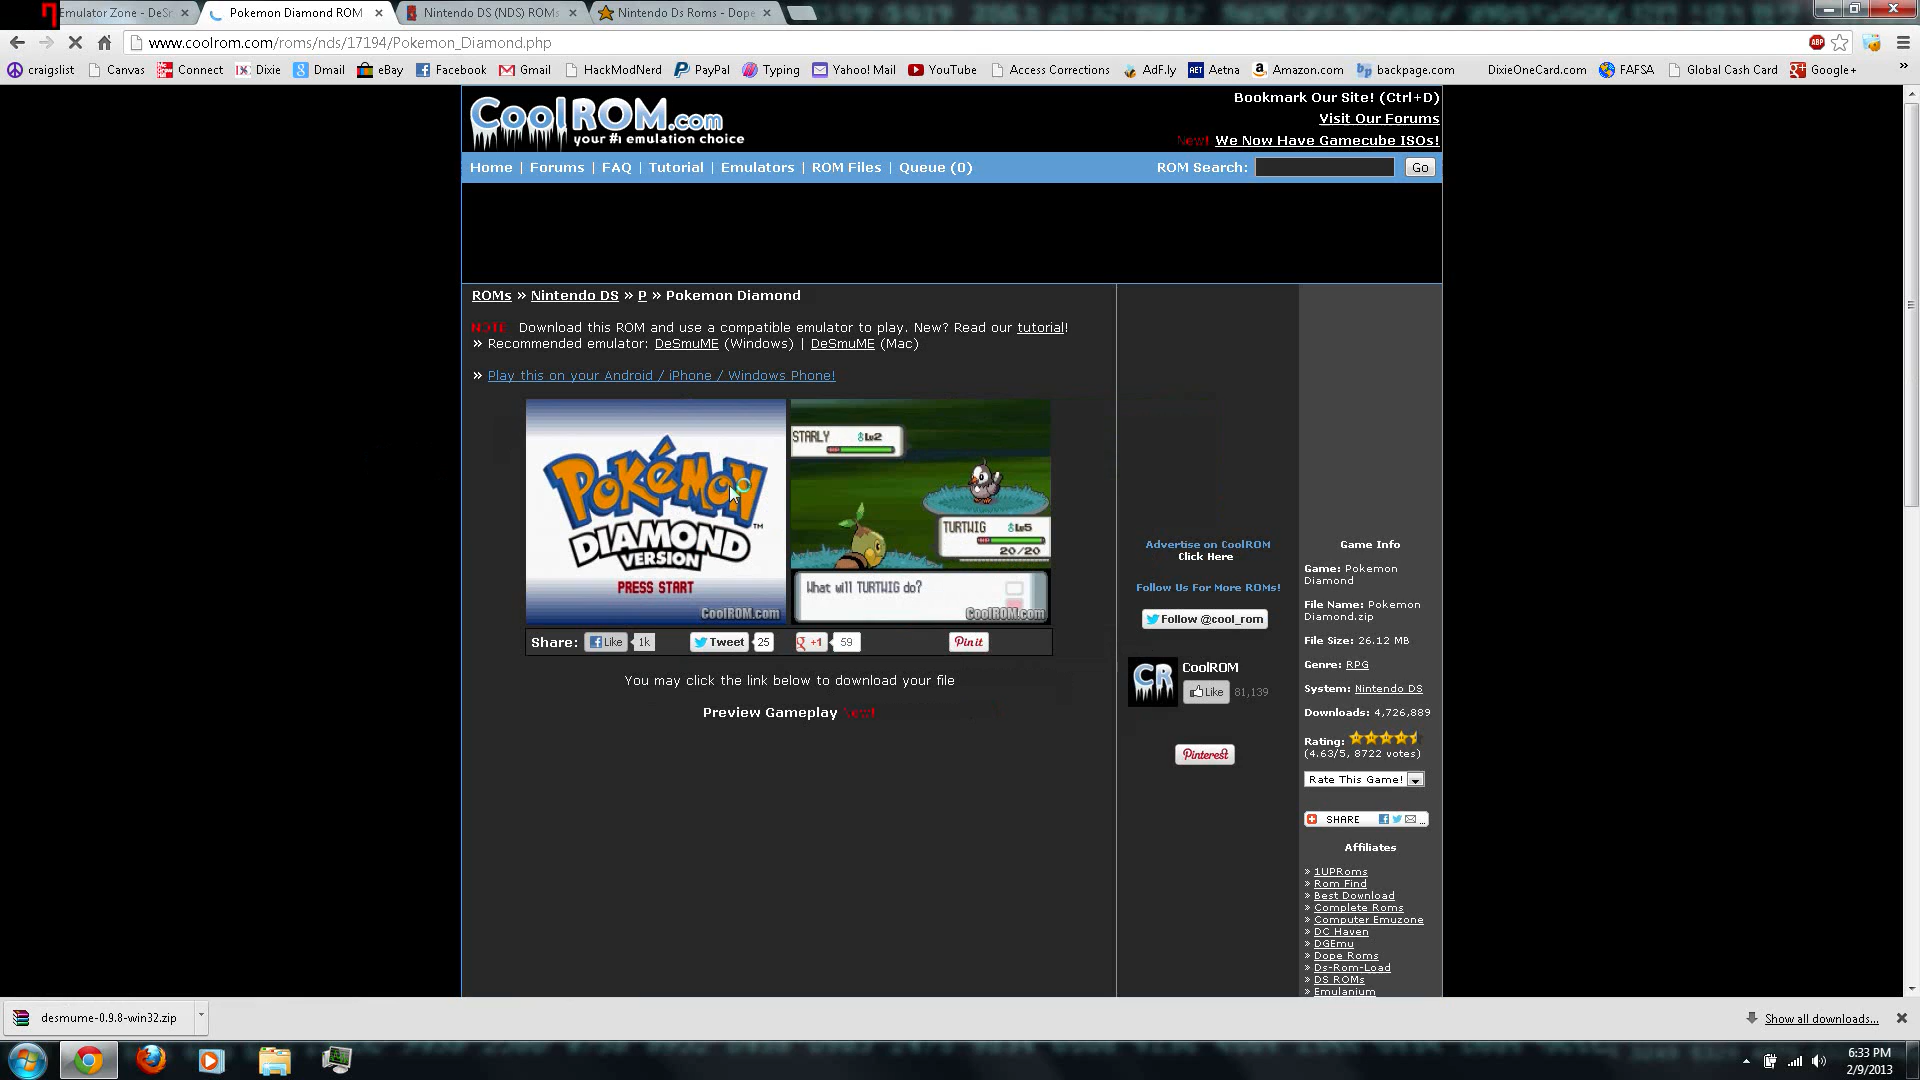 Emulator Zone - DeSm
Pokemon Diamond ROM
Nintendo DS (NDS) ROMs
Nintendo Ds Roms - Dope
www.coolrom.com/roms/nds/17194/Pokemon_Diamond.php
ABP
craigslist
Canvas
Connect
Dixie
Dmail
eBay
Facebook
Gmail
HackModNerd
PayPal
Typing
Yahoo! Mail
YouTube
Access Corrections
AdF.ly
Aetna
Amazon.com
backpage.com
DixieOneCard.com
FAFSA
Global Cash Card
Google+
»
CoolROM.com
your #1 emulation choice
Bookmark Our Site! (Ctrl+D)
Visit Our Forums
New! We Now Have Gamecube ISOs!
Home | Forums | FAQ | Tutorial | Emulators | ROM Files | Queue (0)
ROM Search:
Go
ROMs » Nintendo DS » P » Pokemon Diamond
NOTE: Download this ROM and use a compatible emulator to play. New? Read our tutorial!
» Recommended emulator: DeSmuME (Windows) | DeSmuME (Mac)
» Play this on your Android / iPhone / Windows Phone!
POKéMON
DIAMOND
VERSION
TM
PRESS START
CoolROM.com
STARLY ♂Lv2
TURTWIG ♂Lv5
20/20
What will TURTWIG do?
CoolROM.com
Share:
Like
1k
Tweet
25
+1
59
Pin it
You may click the link below to download your file
Preview Gameplay New!
Advertise on CoolROM
Click Here
Follow Us For More ROMs!
Follow @cool_rom
CR
CoolROM
Like
81,139
Pinterest
Game Info
Game: Pokemon
Diamond
File Name: Pokemon
Diamond.zip
File Size: 26.12 MB
Genre: RPG
System: Nintendo DS
Downloads: 4,726,889
Rating:
(4.63/5, 8722 votes)
Rate This Game!
SHARE
...
Affiliates
» 1UPRoms
» Rom Find
» Best Download
» Complete Roms
» Computer Emuzone
» DC Haven
» DGEmu
» Dope Roms
» Ds-Rom-Load
» DS ROMs
» Emulanium
desmume-0.9.8-win32.zip
Show all downloads...
6:33 PM
2/9/2013